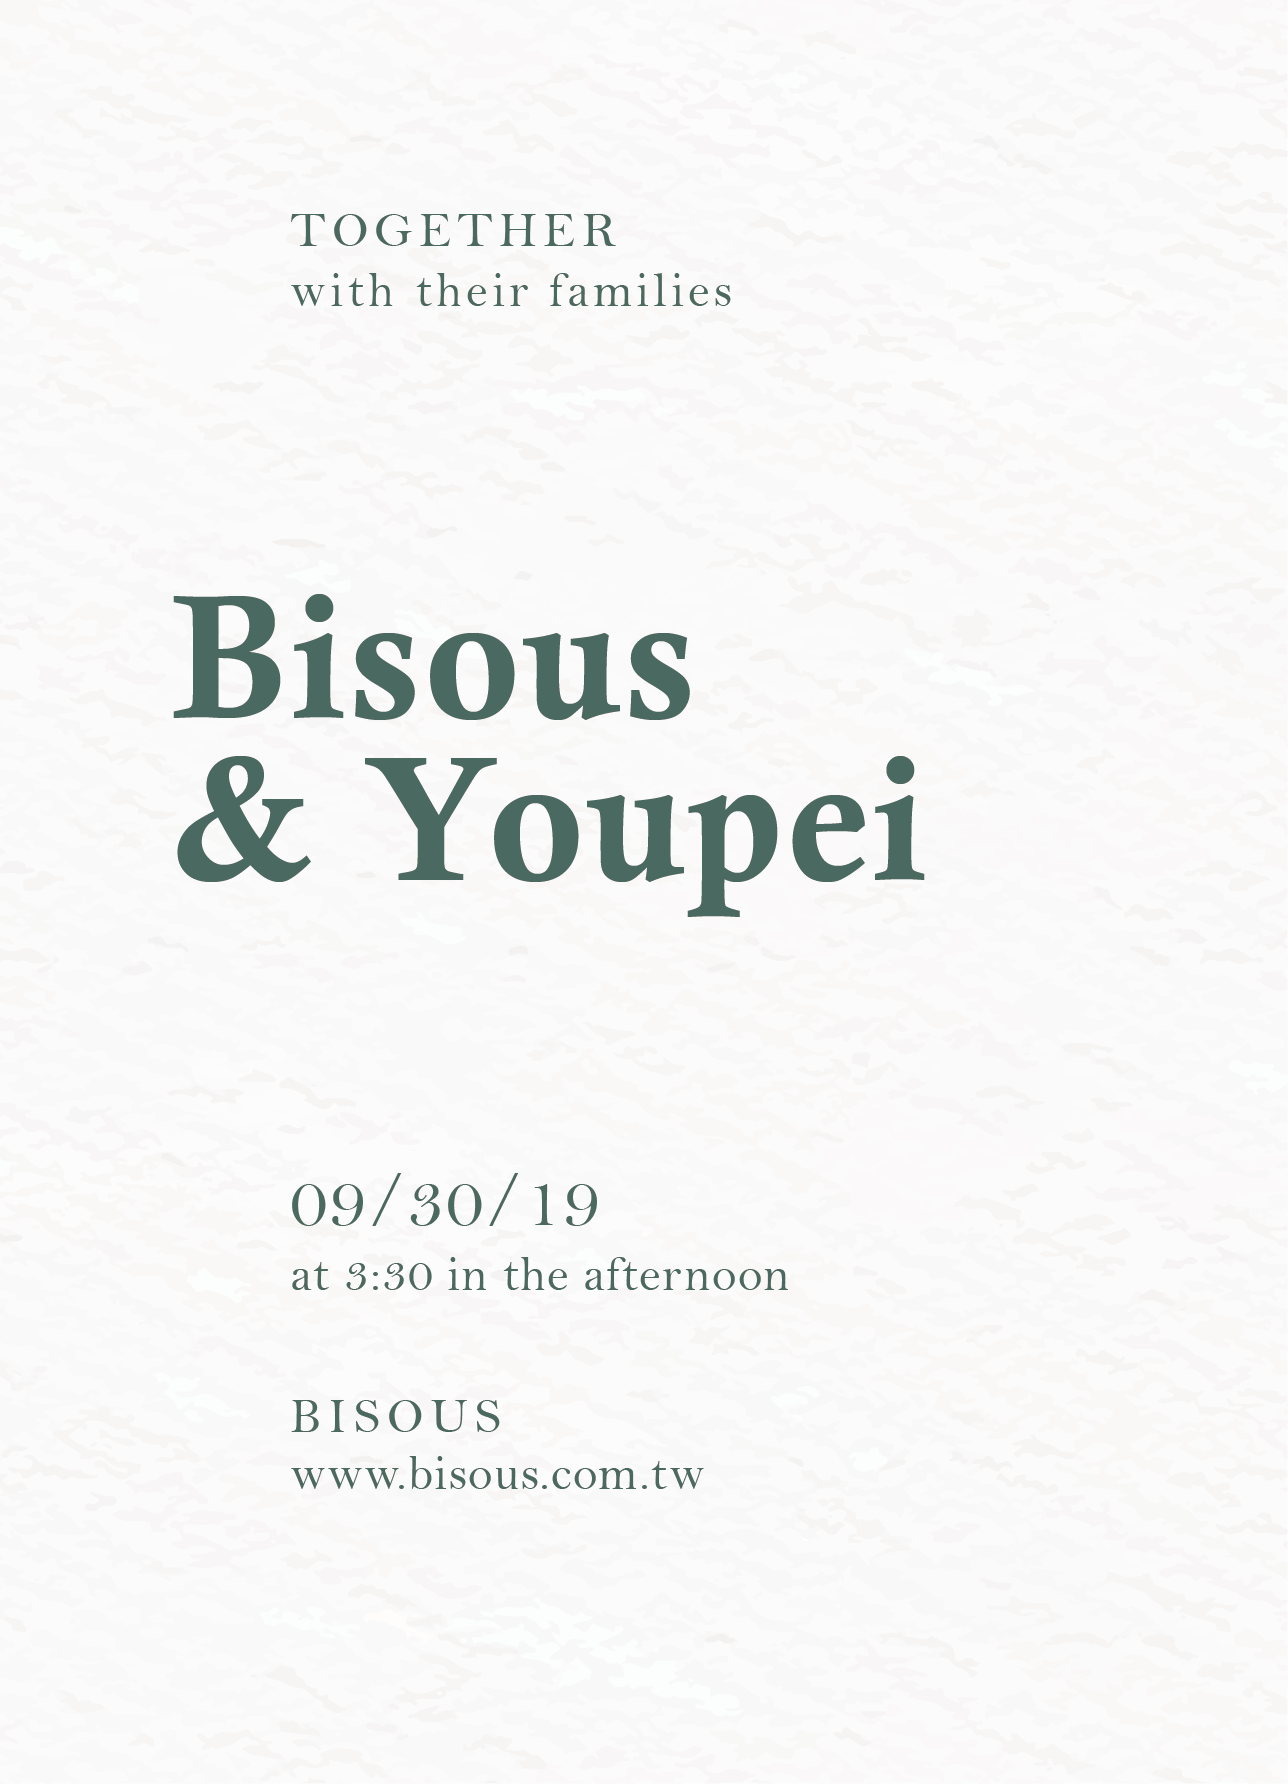 TOGETHER
with their families
Bisous
& Youpei
09/30/19
at 3:30 in the afternoon
BISOUS
www.bisous.com.tw